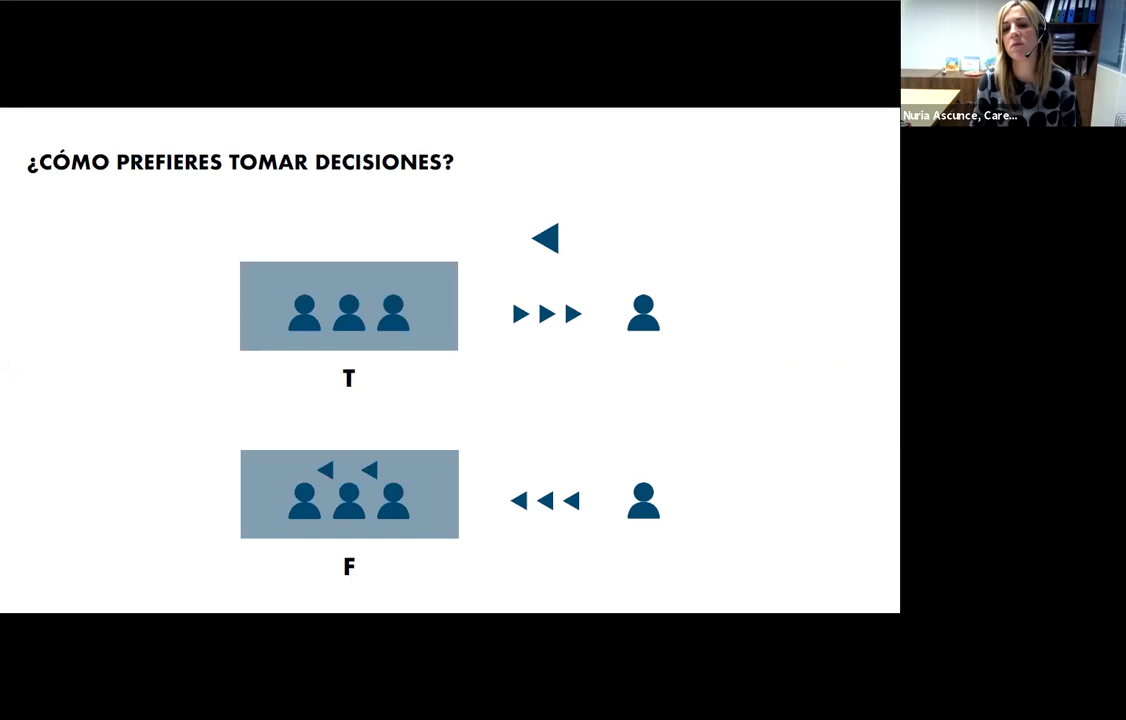 Nuria Ascunce, Care...
¿CÓMO PREFIERES TOMAR DECISIONES?
T
F